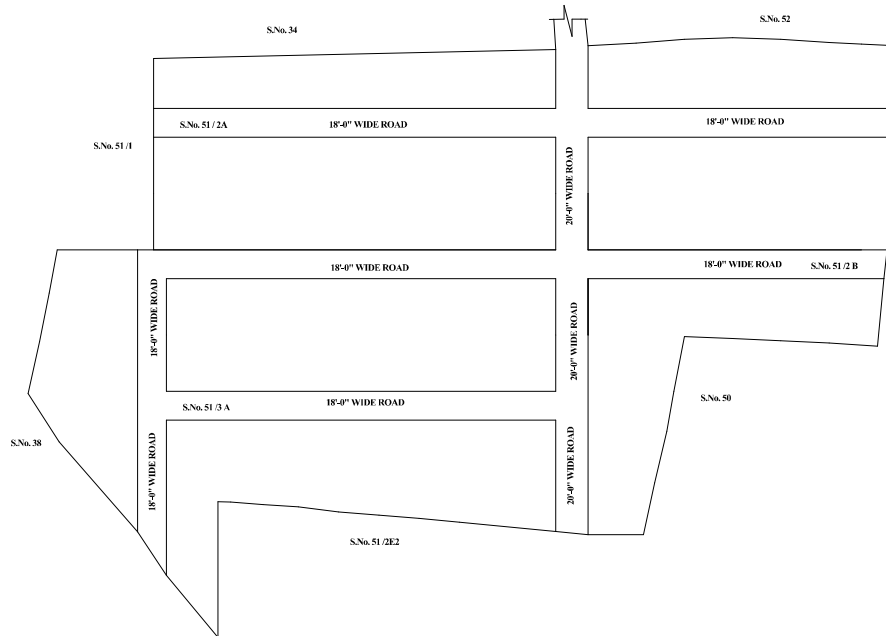 S.No. 34
S.No. 52
S.No. 51 / 2A
18'-0" WIDE ROAD
18'-0" WIDE ROAD
S.No. 51 /1
20'-0" WIDE ROAD
18'-0" WIDE ROAD
18'-0" WIDE ROAD
S.No. 51 /2 B
18'-0" WIDE ROAD
20'-0" WIDE ROAD
S.No. 51 /3 A
18'-0" WIDE ROAD
S.No. 50
S.No. 38
18'-0" WIDE ROAD
20'-0" WIDE ROAD
S.No. 51 /2E2